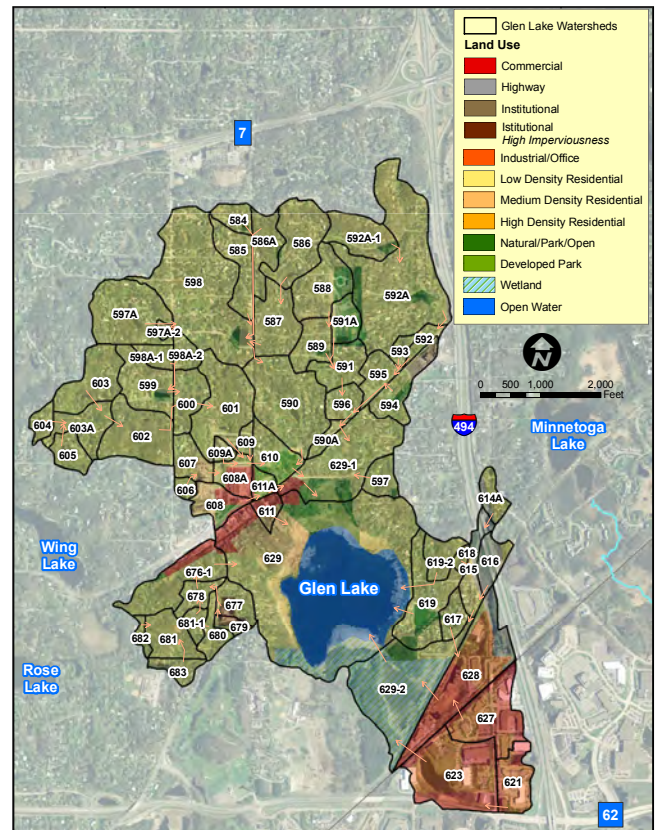 Glen Lake Watersheds
Land Use
Commercial
Highway
Institutional
Istitutional
High Imperviousness
Industrial/Office
Low Density Residential
Medium Density Residential
High Density Residential
Natural/Park/Open
Developed Park
Wetland
Open Water
N
0 500 1,000 2,000
Feet
7
494
Minnetoga
Lake
584
586A
586
585
592A-1
598
588
592A
597A
587
591A
597A-2
592
589
593
598A-1
598A-2
591
595
603
599
590
596
594
600
601
604
603A
602
605
609
590A
609A
610
629-1
607
608A
597
606
611A
608
611
614A
Wing
Lake
629
618
616
619-2
615
676-1
Glen Lake
678
677
619
617
681-1
679
682
681
680
683
Rose
Lake
629-2
628
627
623
621
62